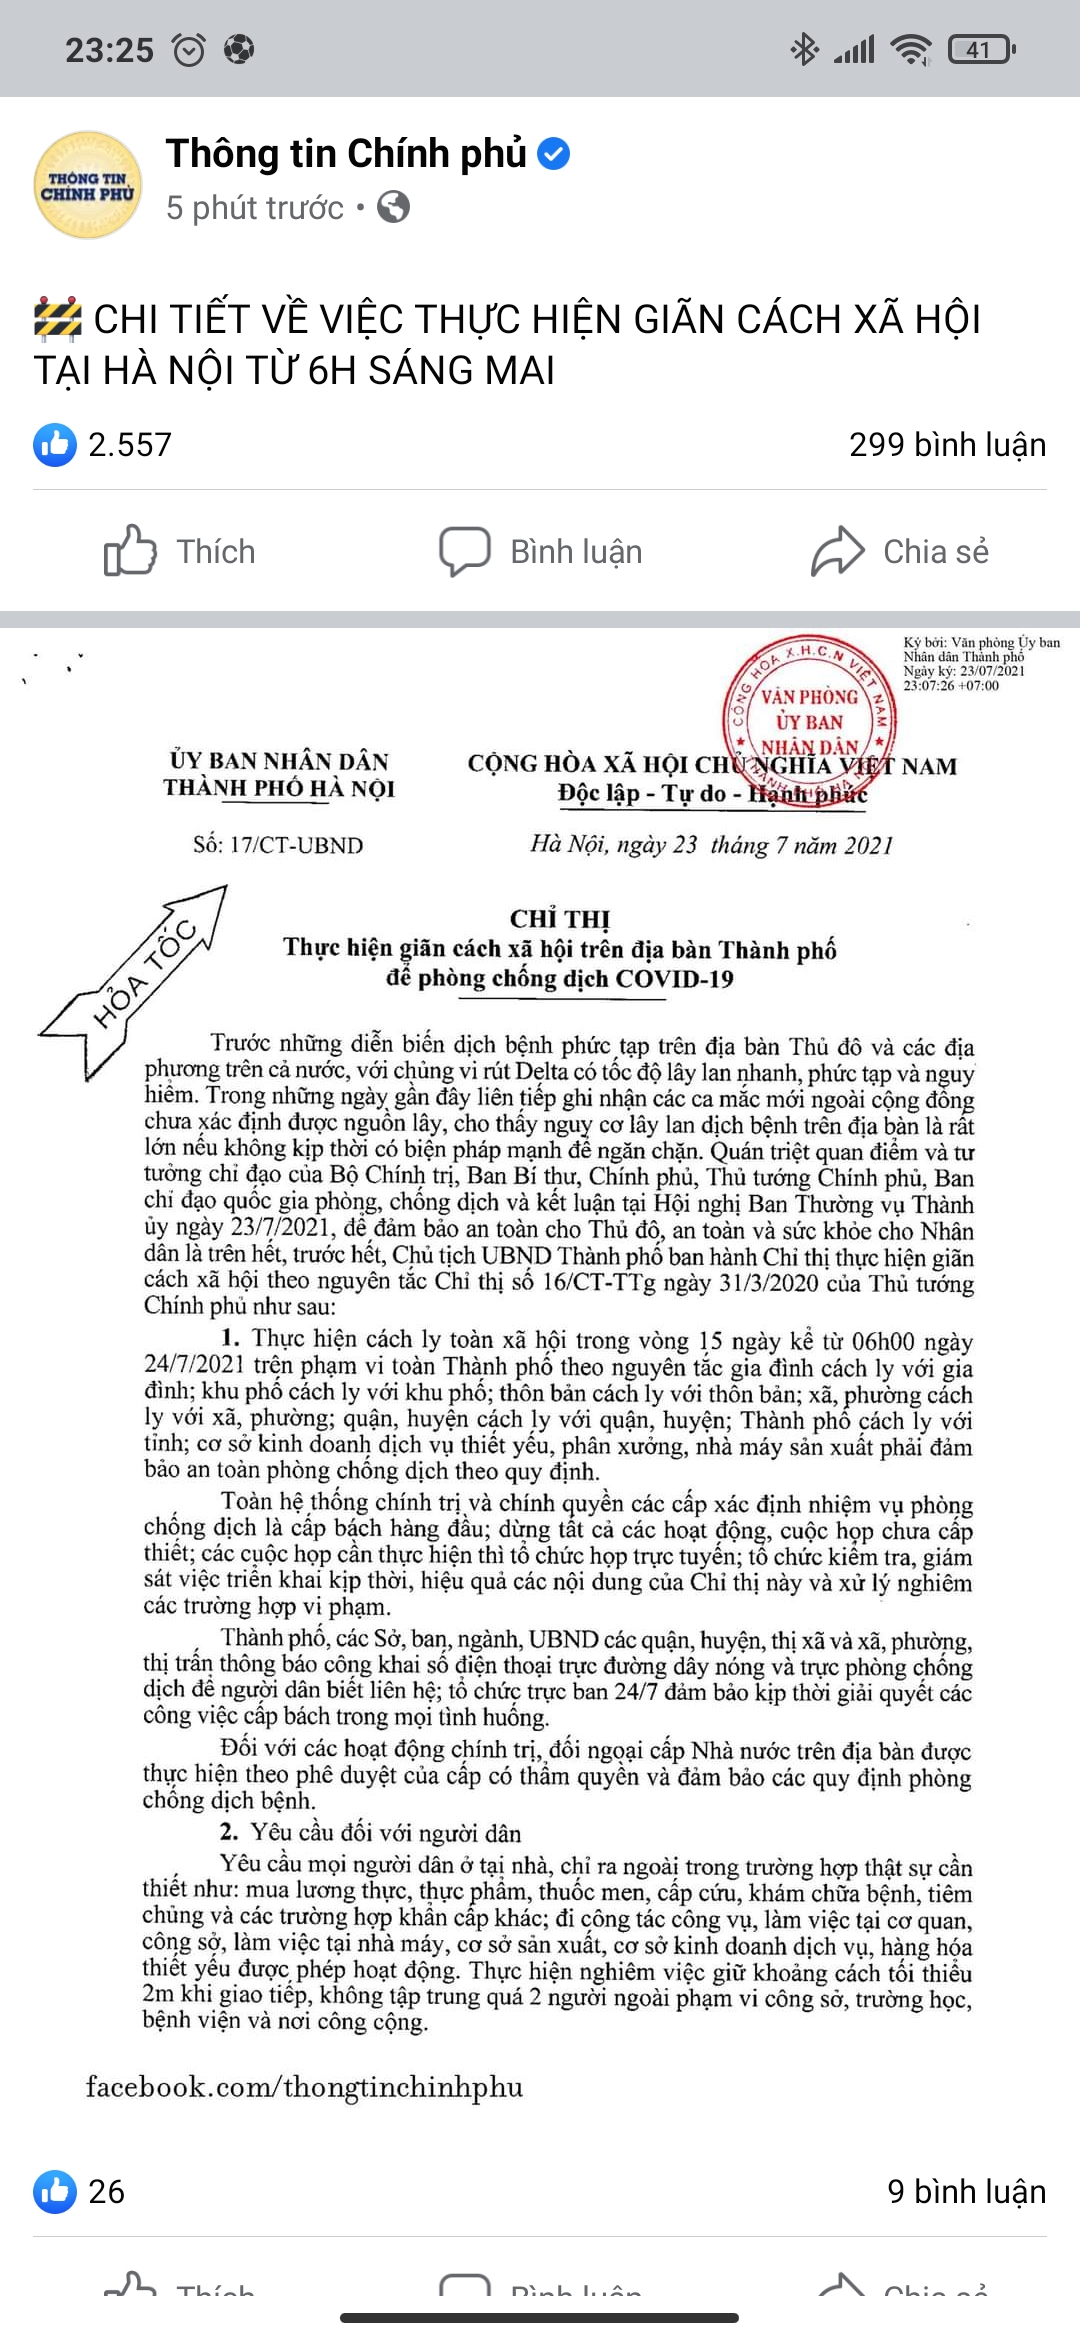 23:25
41
THÔNG TIN
CHÍNH PHỦ
Thông tin Chính phủ
5 phút trước •
CHI TIẾT VỀ VIỆC THỰC HIỆN GIÃN CÁCH XÃ HỘI
TẠI HÀ NỘI TỪ 6H SÁNG MAI
2.557
299 bình luận
Thích
Bình luận
Chia sẻ
Ký bởi: Văn phòng Ủy ban
Nhân dân Thành phố
Ngày ký: 23/07/2021
23:07:26 +07:00
CỘNG HÒA X.H.C.N VIỆT NAM
VĂN PHÒNG
ỦY BAN
NHÂN DÂN
THÀNH PHỐ HÀ NỘI
ỦY BAN NHÂN DÂN
THÀNH PHỐ HÀ NỘI
CỘNG HÒA XÃ HỘI CHỦ NGHĨA VIỆT NAM
Độc lập - Tự do - Hạnh phúc
Số: 17/CT-UBND
Hà Nội, ngày 23 tháng 7 năm 2021
HỎA TỐC
CHỈ THỊ
Thực hiện giãn cách xã hội trên địa bàn Thành phố
để phòng chống dịch COVID-19
Trước những diễn biến dịch bệnh phức tạp trên địa bàn Thủ đô và các địa
phương trên cả nước, với chủng vi rút Delta có tốc độ lây lan nhanh, phức tạp và nguy
hiểm. Trong những ngày gần đây liên tiếp ghi nhận các ca mắc mới ngoài cộng đồng
chưa xác định được nguồn lây, cho thấy nguy cơ lây lan dịch bệnh trên địa bàn là rất
lớn nếu không kịp thời có biện pháp mạnh để ngăn chặn. Quán triệt quan điểm và tư
tưởng chỉ đạo của Bộ Chính trị, Ban Bí thư, Chính phủ, Thủ tướng Chính phủ, Ban
chỉ đạo quốc gia phòng, chống dịch và kết luận tại Hội nghị Ban Thường vụ Thành
ủy ngày 23/7/2021, để đảm bảo an toàn cho Thủ đô, an toàn và sức khỏe cho Nhân
dân là trên hết, trước hết, Chủ tịch UBND Thành phố ban hành Chỉ thị thực hiện giãn
cách xã hội theo nguyên tắc Chỉ thị số 16/CT-TTg ngày 31/3/2020 của Thủ tướng
Chính phủ như sau:
1. Thực hiện cách ly toàn xã hội trong vòng 15 ngày kể từ 06h00 ngày
24/7/2021 trên phạm vi toàn Thành phố theo nguyên tắc gia đình cách ly với gia
đình; khu phố cách ly với khu phố; thôn bản cách ly với thôn bản; xã, phường cách
ly với xã, phường; quận, huyện cách ly với quận, huyện; Thành phố cách ly với
tỉnh; cơ sở kinh doanh dịch vụ thiết yếu, phân xưởng, nhà máy sản xuất phải đảm
bảo an toàn phòng chống dịch theo quy định.
Toàn hệ thống chính trị và chính quyền các cấp xác định nhiệm vụ phòng
chống dịch là cấp bách hàng đầu; dừng tất cả các hoạt động, cuộc họp chưa cấp
thiết; các cuộc họp cần thực hiện thì tổ chức họp trực tuyến; tổ chức kiểm tra, giám
sát việc triển khai kịp thời, hiệu quả các nội dung của Chỉ thị này và xử lý nghiêm
các trường hợp vi phạm.
Thành phố, các Sở, ban, ngành, UBND các quận, huyện, thị xã và xã, phường,
thị trấn thông báo công khai số điện thoại trực đường dây nóng và trực phòng chống
dịch để người dân biết liên hệ; tổ chức trực ban 24/7 đảm bảo kịp thời giải quyết các
công việc cấp bách trong mọi tình huống.
Đối với các hoạt động chính trị, đối ngoại cấp Nhà nước trên địa bàn được
thực hiện theo phê duyệt của cấp có thẩm quyền và đảm bảo các quy định phòng
chống dịch bệnh.
2. Yêu cầu đối với người dân
Yêu cầu mọi người dân ở tại nhà, chỉ ra ngoài trong trường hợp thật sự cần
thiết như: mua lương thực, thực phẩm, thuốc men, cấp cứu, khám chữa bệnh, tiêm
chủng và các trường hợp khẩn cấp khác; đi công tác công vụ, làm việc tại cơ quan,
công sở, làm việc tại nhà máy, cơ sở sản xuất, cơ sở kinh doanh dịch vụ, hàng hóa
thiết yếu được phép hoạt động. Thực hiện nghiêm việc giữ khoảng cách tối thiểu
2m khi giao tiếp, không tập trung quá 2 người ngoài phạm vi công sở, trường học,
bệnh viện và nơi công cộng.
facebook.com/thongtinchinhphu
26
9 bình luận
Thích
Bình luận
Chia sẻ